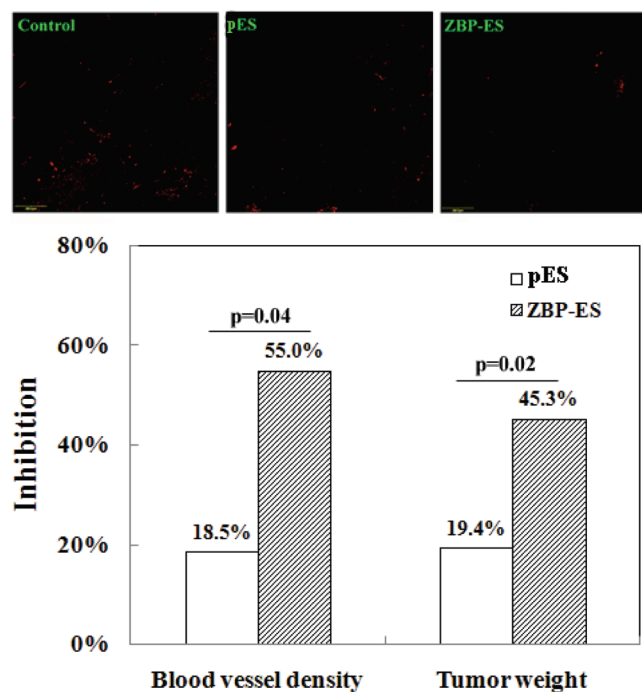 Control
pES
ZBP-ES
80%
60%
40%
20%
0%
Inhibition
pES
ZBP-ES
p=0.04
55.0%
18.5%
p=0.02
45.3%
19.4%
Blood vessel density
Tumor weight